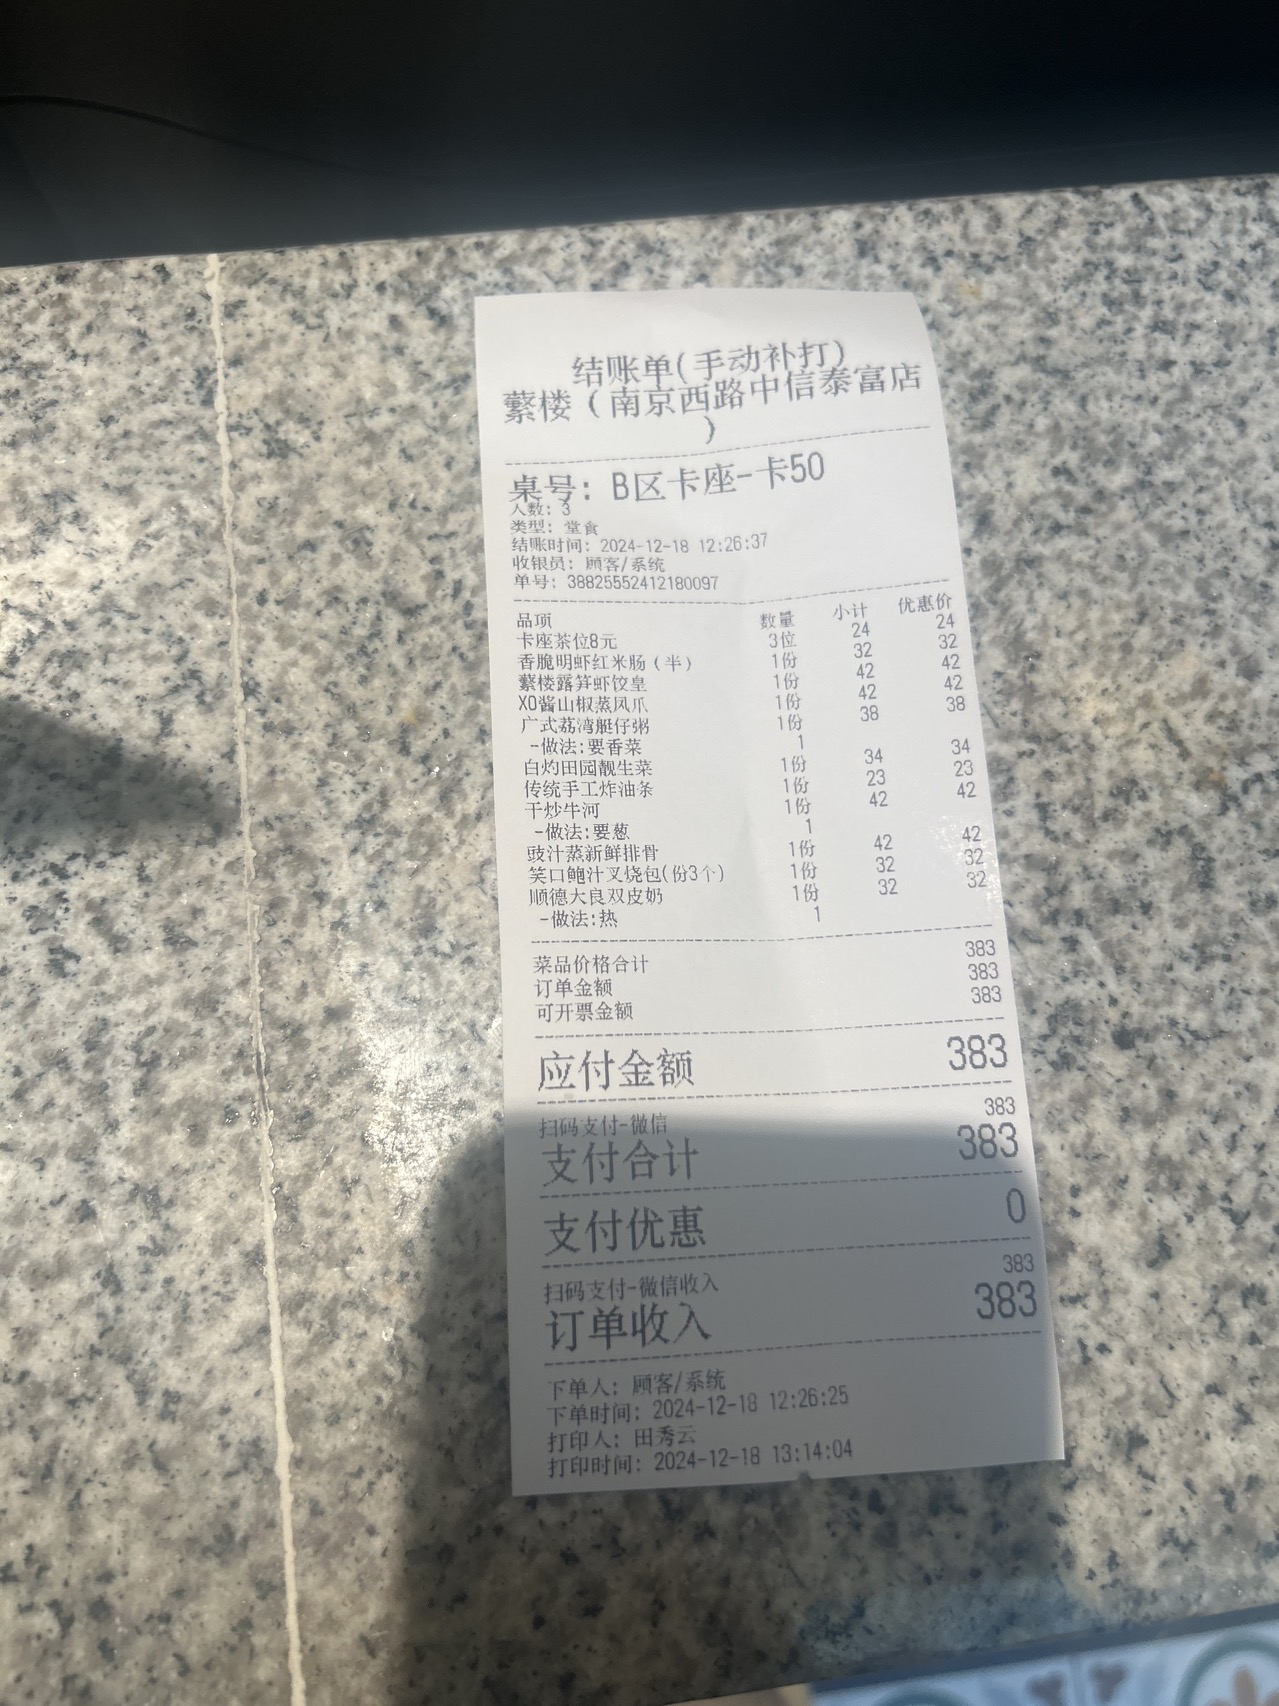 结账单(手动补打)
蘩楼（南京西路中信泰富店
）
桌号: B区卡座-卡50
人数: 3
类型: 堂食
结账时间: 2024-12-18 12:26:37
收银员: 顾客/系统
单号: 38825552412180097
品项 数量 小计 优惠价
卡座茶位8元 3位 24 24
香脆明虾红米肠（半） 1份 32 32
蘩楼露笋虾饺皇 1份 42 42
XO酱山椒蒸凤爪 1份 42 42
广式荔湾艇仔粥 1份 38 38
-做法:要香菜 1
白灼田园靓生菜 1份 34 34
传统手工炸油条 1份 23 23
干炒牛河 1份 42 42
-做法:要葱 1
豉汁蒸新鲜排骨 1份 42 42
笑口鲍汁叉烧包(份3个) 1份 32 32
顺德大良双皮奶 1份 32 32
-做法:热 1
菜品价格合计 383
订单金额 383
可开票金额 383
应付金额 383
扫码支付-微信 383
支付合计 383
支付优惠 0
扫码支付-微信收入 383
订单收入 383
下单人: 顾客/系统
下单时间: 2024-12-18 12:26:25
打印人: 田秀云
打印时间: 2024-12-18 13:14:04